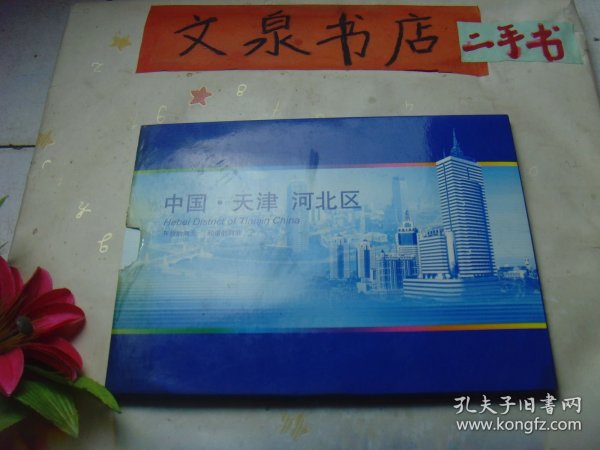 文泉书店
二手书
中国·天津 河北区
Hebei District of Tianjin China
孔夫子旧书网
www.kongfz.com